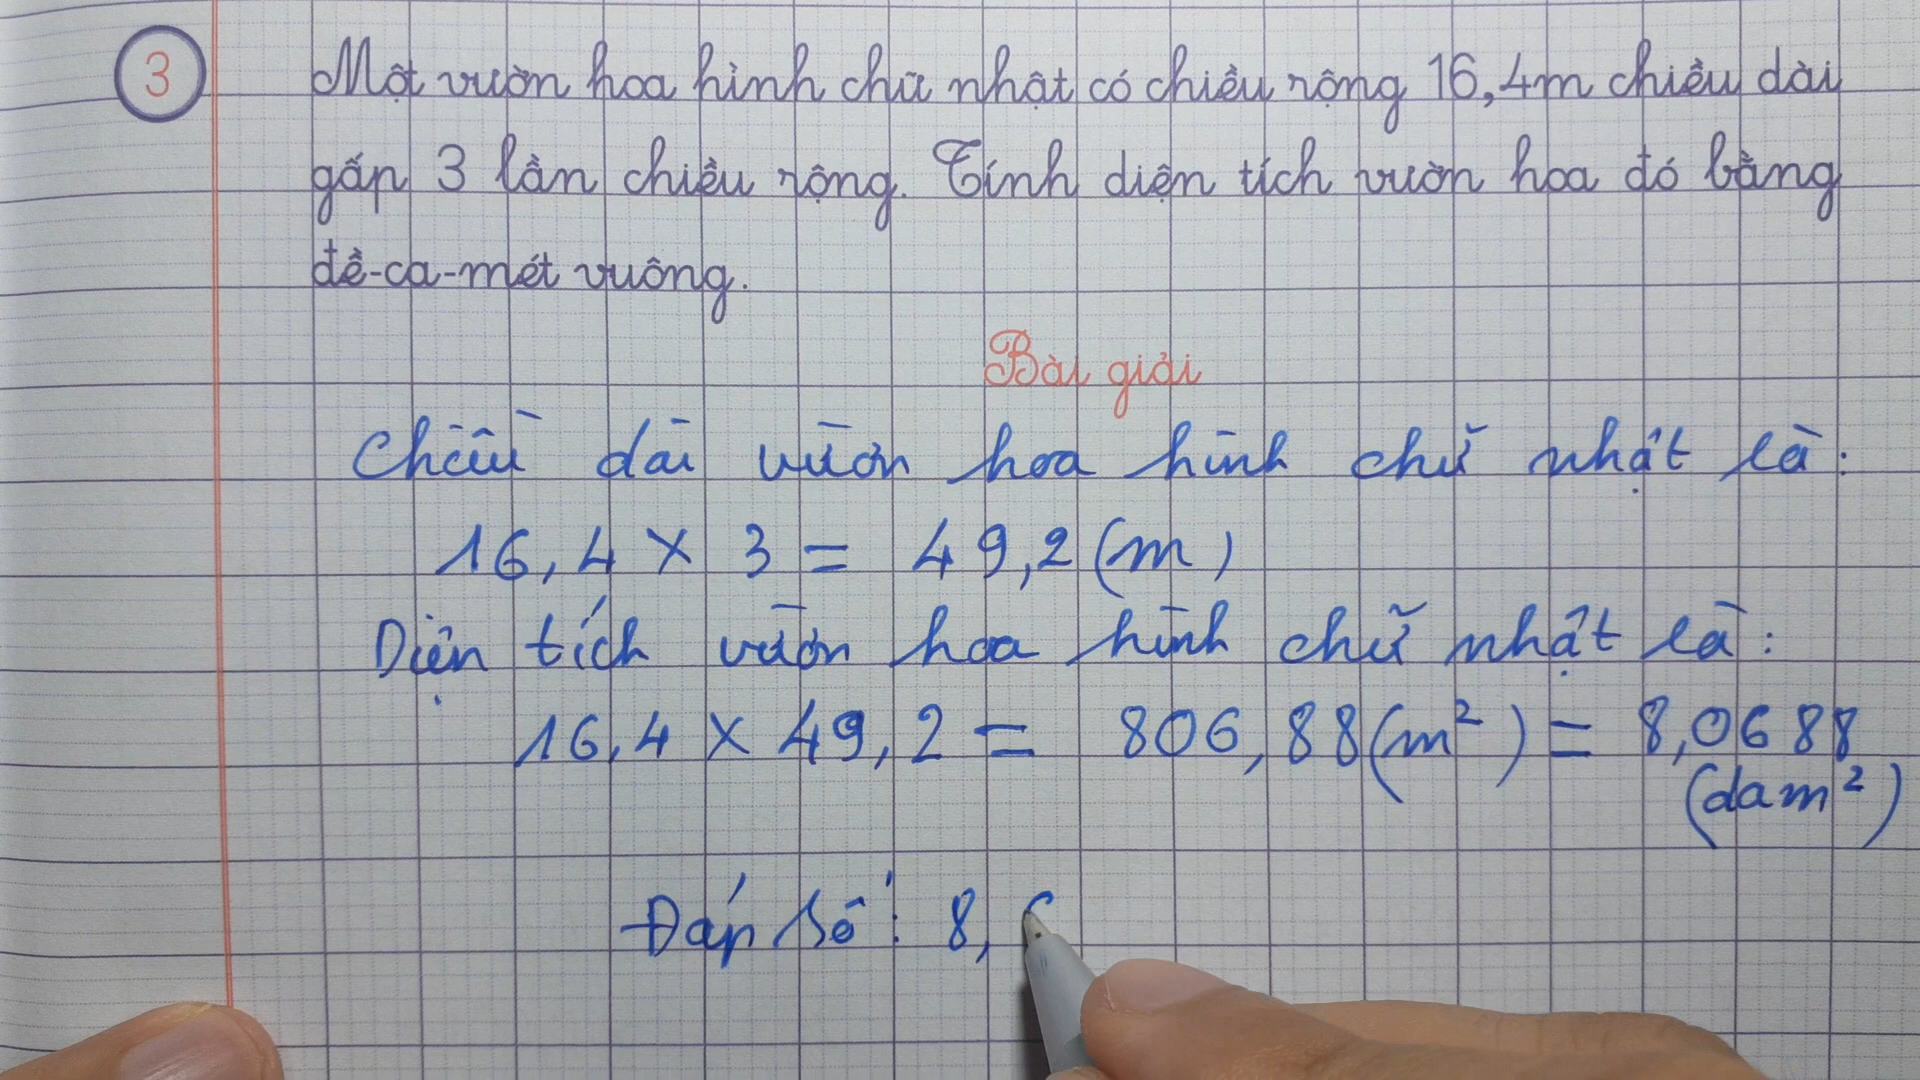 3
Một vườn hoa hình chữ nhật có chiều rộng 16,4m chiều dài
gấp 3 lần chiều rộng. Tính diện tích vườn hoa đó bằng
đề-ca-mét vuông.
Bài giải
Chiều dài vườn hoa hình chữ nhật là:
16,4 × 3 = 49,2 (m)
Diện tích vườn hoa hình chữ nhật là:
16,4 × 49,2 = 806,88 (m²) = 8,0688
(dam²)
Đáp số: 8,